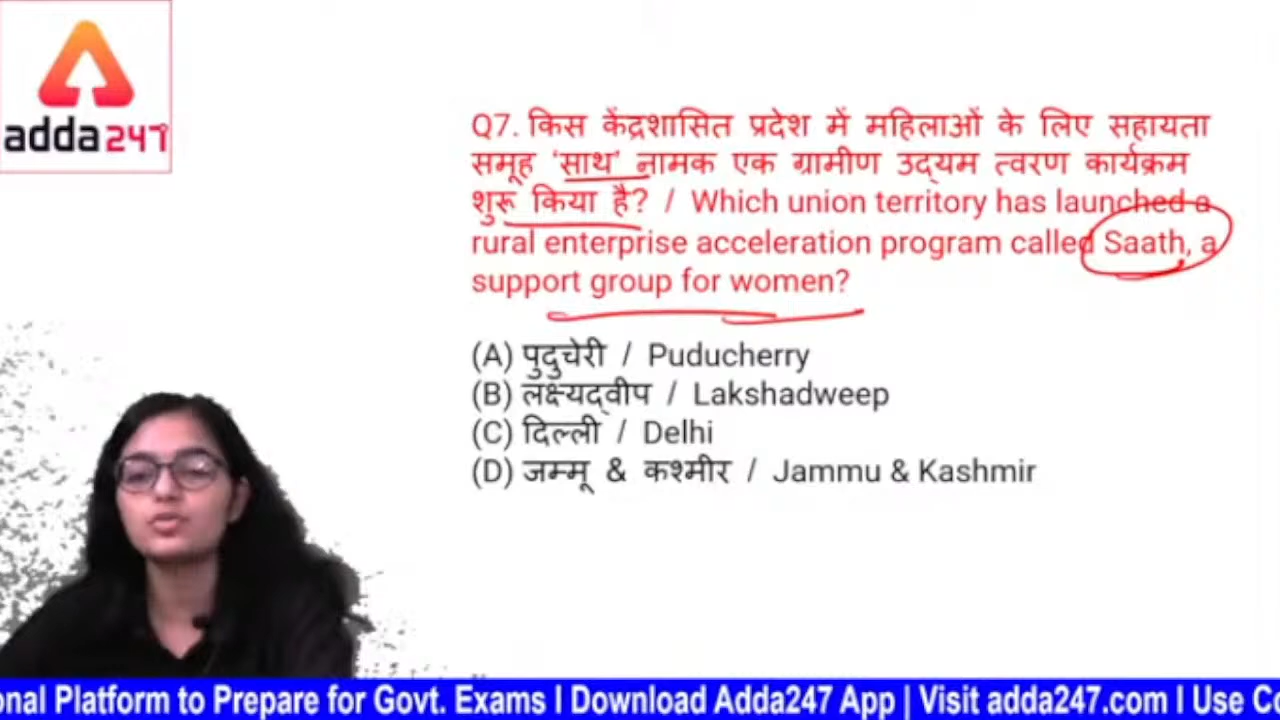 adda247
Q7. किस केंद्रशासित प्रदेश में महिलाओं के लिए सहायता
समूह ‘साथ’ नामक एक ग्रामीण उद्यम त्वरण कार्यक्रम
शुरू किया है? / Which union territory has launched a
rural enterprise acceleration program called Saath, a
support group for women?
(A) पुदुचेरी / Puducherry
(B) लक्ष्यद्वीप / Lakshadweep
(C) दिल्ली / Delhi
(D) जम्मू & कश्मीर / Jammu & Kashmir
onal Platform to Prepare for Govt. Exams I Download Adda247 App | Visit adda247.com I Use Co